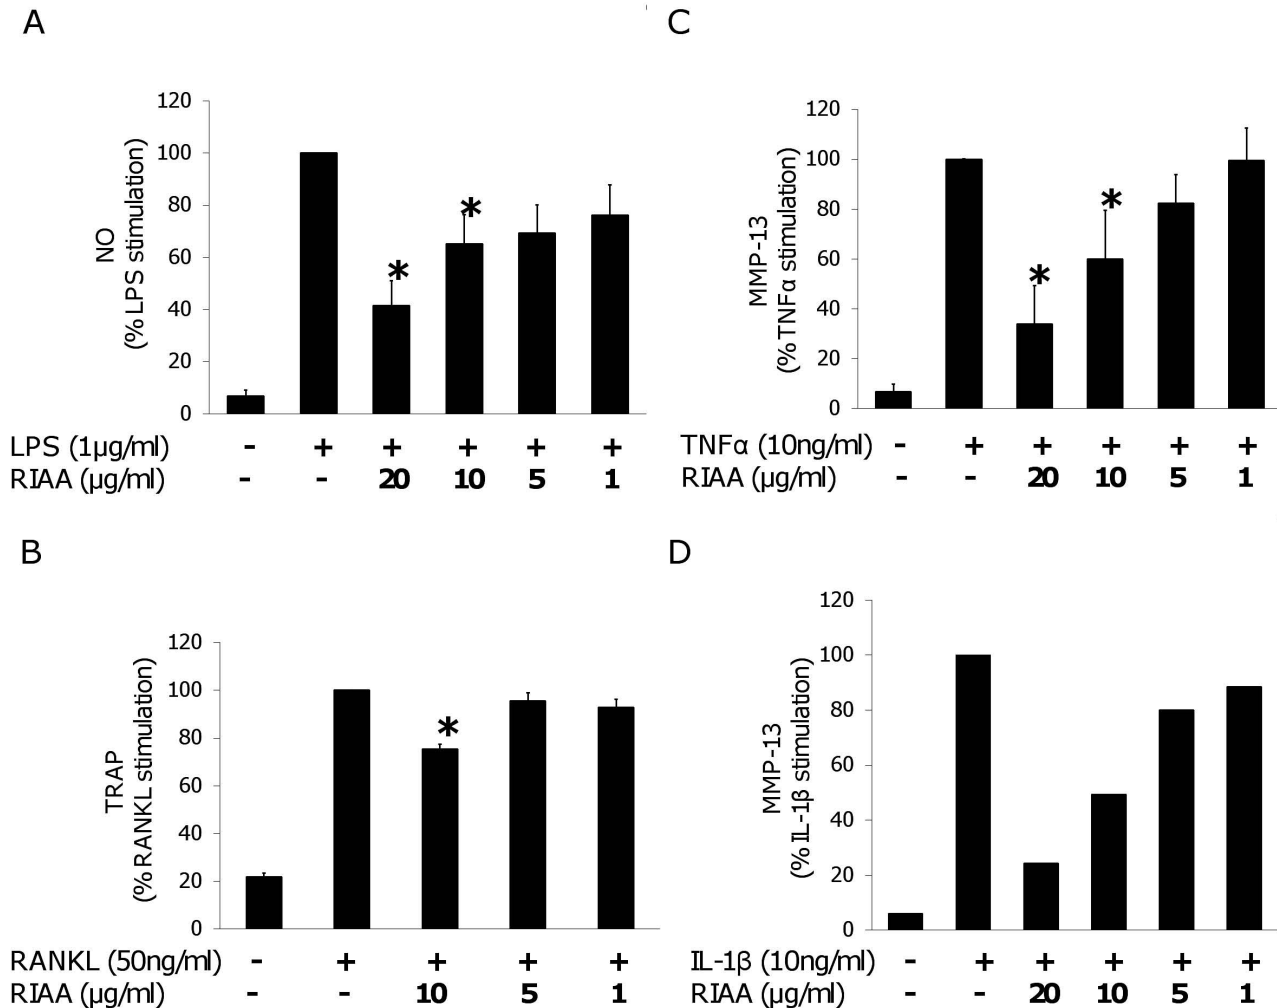 A
NO
(% LPS stimulation)
120
100
80
60
40
20
0
*
*
LPS (1µg/ml) - + + + + +
RIAA (µg/ml) - - 20 10 5 1
C
MMP-13
(% TNFα stimulation)
120
100
80
60
40
20
0
*
*
TNFα (10ng/ml) - + + + + +
RIAA (µg/ml) - - 20 10 5 1
B
TRAP
(% RANKL stimulation)
120
100
80
60
40
20
0
*
RANKL (50ng/ml) - + + + +
RIAA (µg/ml) - - 10 5 1
D
MMP-13
(% IL-1β stimulation)
120
100
80
60
40
20
0
IL-1β (10ng/ml) - + + + + +
RIAA (µg/ml) - - 20 10 5 1